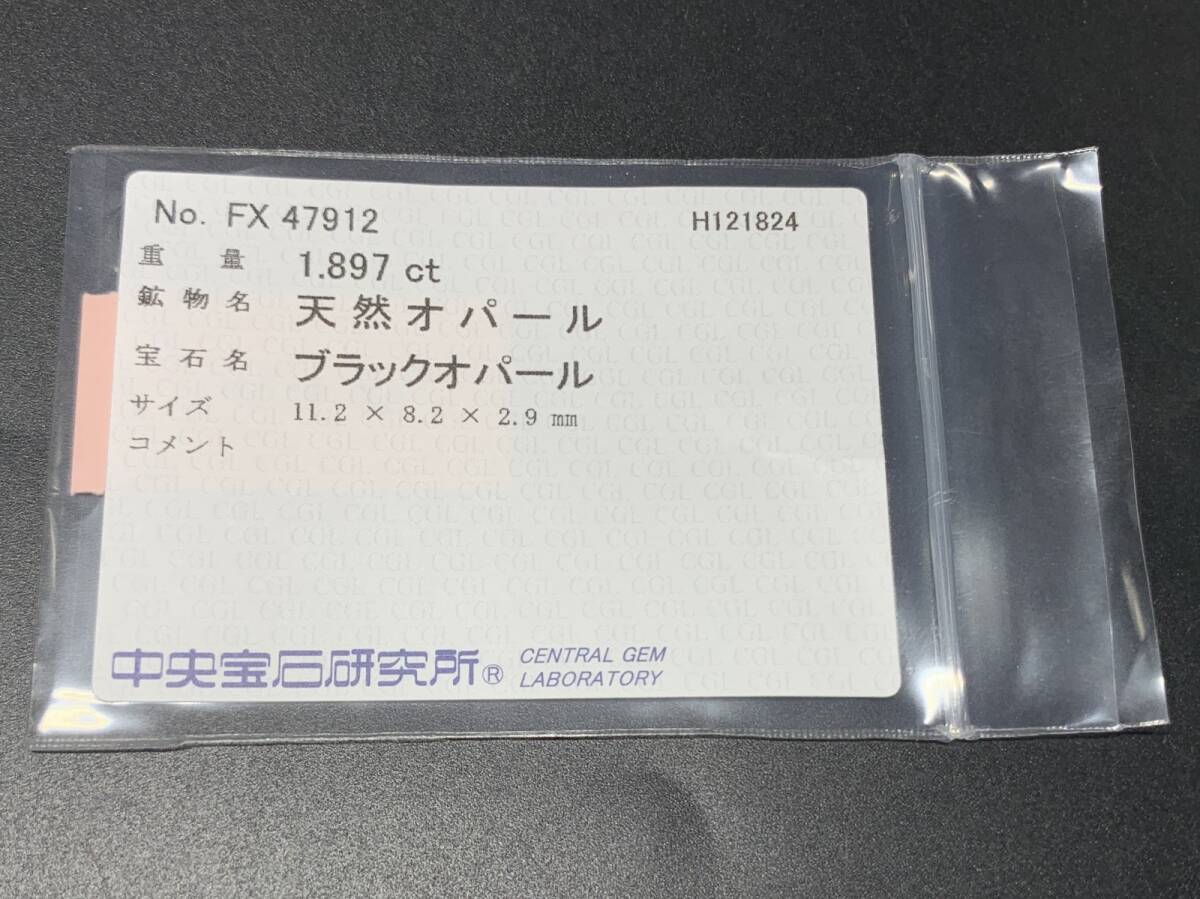 No. FX 47912 H121824
重量 1.897 ct
鉱物名 天然オパール
宝石名 ブラックオパール
サイズ 11.2 × 8.2 × 2.9 mm
コメント
中央宝石研究所® CENTRAL GEM
LABORATORY